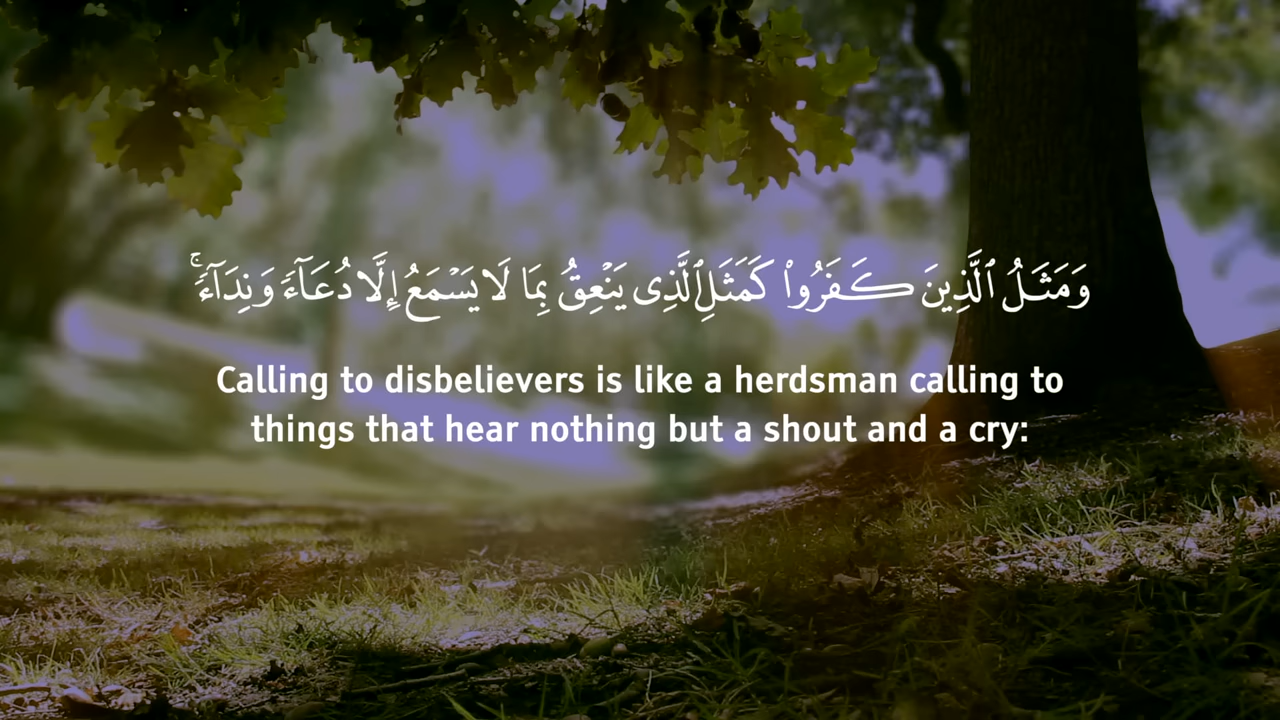 وَمَثَلُ ٱلَّذِينَ كَفَرُوا۟ كَمَثَلِ ٱلَّذِى يَنْعِقُ بِمَا لَا يَسْمَعُ إِلَّا دُعَآءً وَنِدَآءً ۚ
Calling to disbelievers is like a herdsman calling to
things that hear nothing but a shout and a cry: